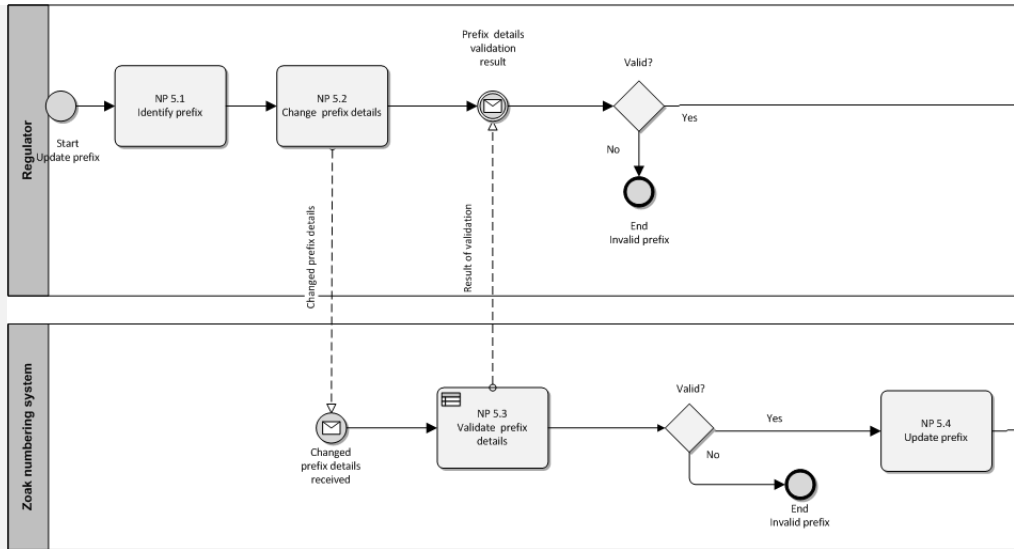 Regulator
Start
Update prefix
NP 5.1
Identify prefix
NP 5.2
Change prefix details
Prefix details
validation
result
Valid?
Yes
No
End
Invalid prefix
Changed prefix details
Result of validation
Zoak numbering system
Changed
prefix details
received
NP 5.3
Validate prefix
details
Valid?
Yes
No
End
Invalid prefix
NP 5.4
Update prefix